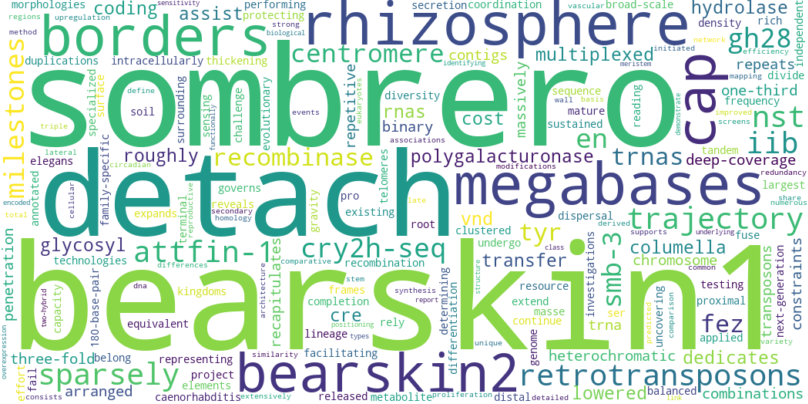 morphologies coding assist rhizosphere secretion coordination vascular broad-scale sensitivity
regions upregulation performing strong protecting hydrolase
method borders biological density rich independent
duplications intracellularly thickening centromere contigs multiplexed gh28
milestones specialized surface define soil surrounding sensing functionally challenge evolutionary sombrero massively repeats divide
repetitive diversity rnas cost sequence mature wall basis en sustained cap one-third frequency mapping efficiency
network initiated meristem identifying eukaryotes reading demonstrate improved screens nst
triple events binary associations modifications tandem iib redundancy
lateral elegans roughly recombinase polygalacturonase trnas deep-coverage largest
circadian family-specific annotated encoded total
detach megabases share numerous
cellular terminal reproductive governs reveals expands late telomeres gravity pro existing root secondary homology
glycosyl attfin-1 cry2h-seq ynd tyr clustered undergo dispersal derived supports underlying fuse trajectory
kingdoms technologies differences comparative recombination transfer class smb-3 columella chromosome constraints
penetration bearskin1 transposons next-generation
two-hybrid capacity 180-base-pair dna equivalent recapitulates architecture stem frames completion cre positioning types rely synthesis report lineage determining differentiation structure resource extend masse continue unique trna ser investigations predicted uncovering comparison common testing proximal fez applied variety
three-fold belong representing similarity facilitating genome heterochromatic dedicates
overexpression effort fail sparsely project elements bearskin2 retrotransposons
consists arranged caenorhabditis extensively released metabolite proliferation distal detailed link lowered balanced combinations